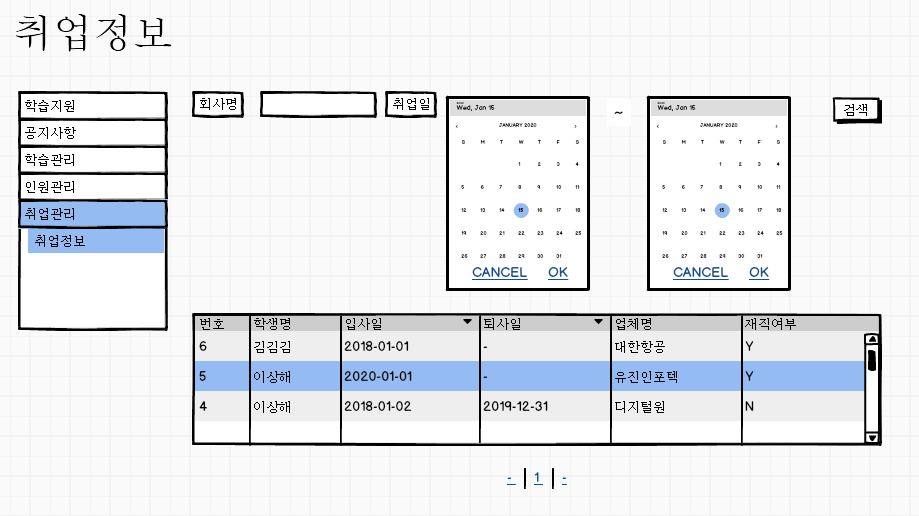 취업정보
학습지원
공지사항
학습관리
인원관리
취업관리
취업정보
회사명
취업일
Wed, Jan 15
‹ JANUARY 2020 ›
S M T W T F S
1 2 3 4
5 6 7 8 9 10 11
12 13 14 15 16 17 18
19 20 21 22 23 24 25
26 27 28 29 30 31
CANCEL OK
~
Wed, Jan 15
‹ JANUARY 2020 ›
S M T W T F S
1 2 3 4
5 6 7 8 9 10 11
12 13 14 15 16 17 18
19 20 21 22 23 24 25
26 27 28 29 30 31
CANCEL OK
검색
번호 학생명 입사일 퇴사일 업체명 재직여부
6 김김김 2018-01-01 - 대한항공 Y
5 이상해 2020-01-01 - 유진인포텍 Y
4 이상해 2018-01-02 2019-12-31 디지털원 N
- | 1 | -